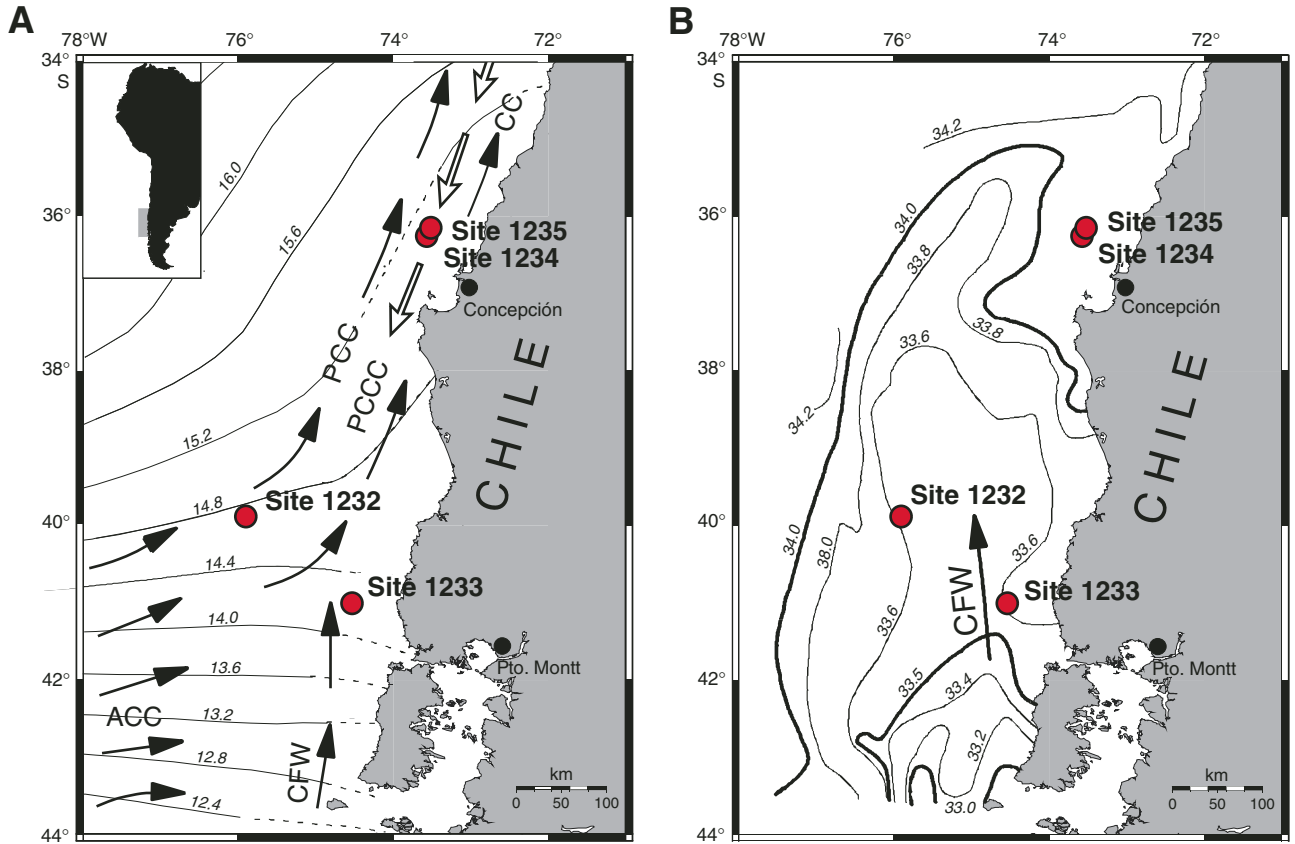 A
78°W
76°
74°
72°
34°
S
36°
38°
40°
42°
44°
16.0
15.6
15.2
14.8
14.4
14.0
13.6
13.2
12.8
12.4
CC
Site 1235
Site 1234
Concepción
PCC
PCCC
CHILE
Site 1232
Site 1233
Pto. Montt
ACC
CFW
km
0 50 100
B
78°W
76°
74°
72°
34°
S
36°
38°
40°
42°
44°
34.2
34.0
33.8
Site 1235
Site 1234
Concepción
33.8
33.6
34.2
CHILE
Site 1232
34.0
38.0
33.6
CFW
Site 1233
33.6
Pto. Montt
33.5
33.4
33.2
33.0
km
0 50 100